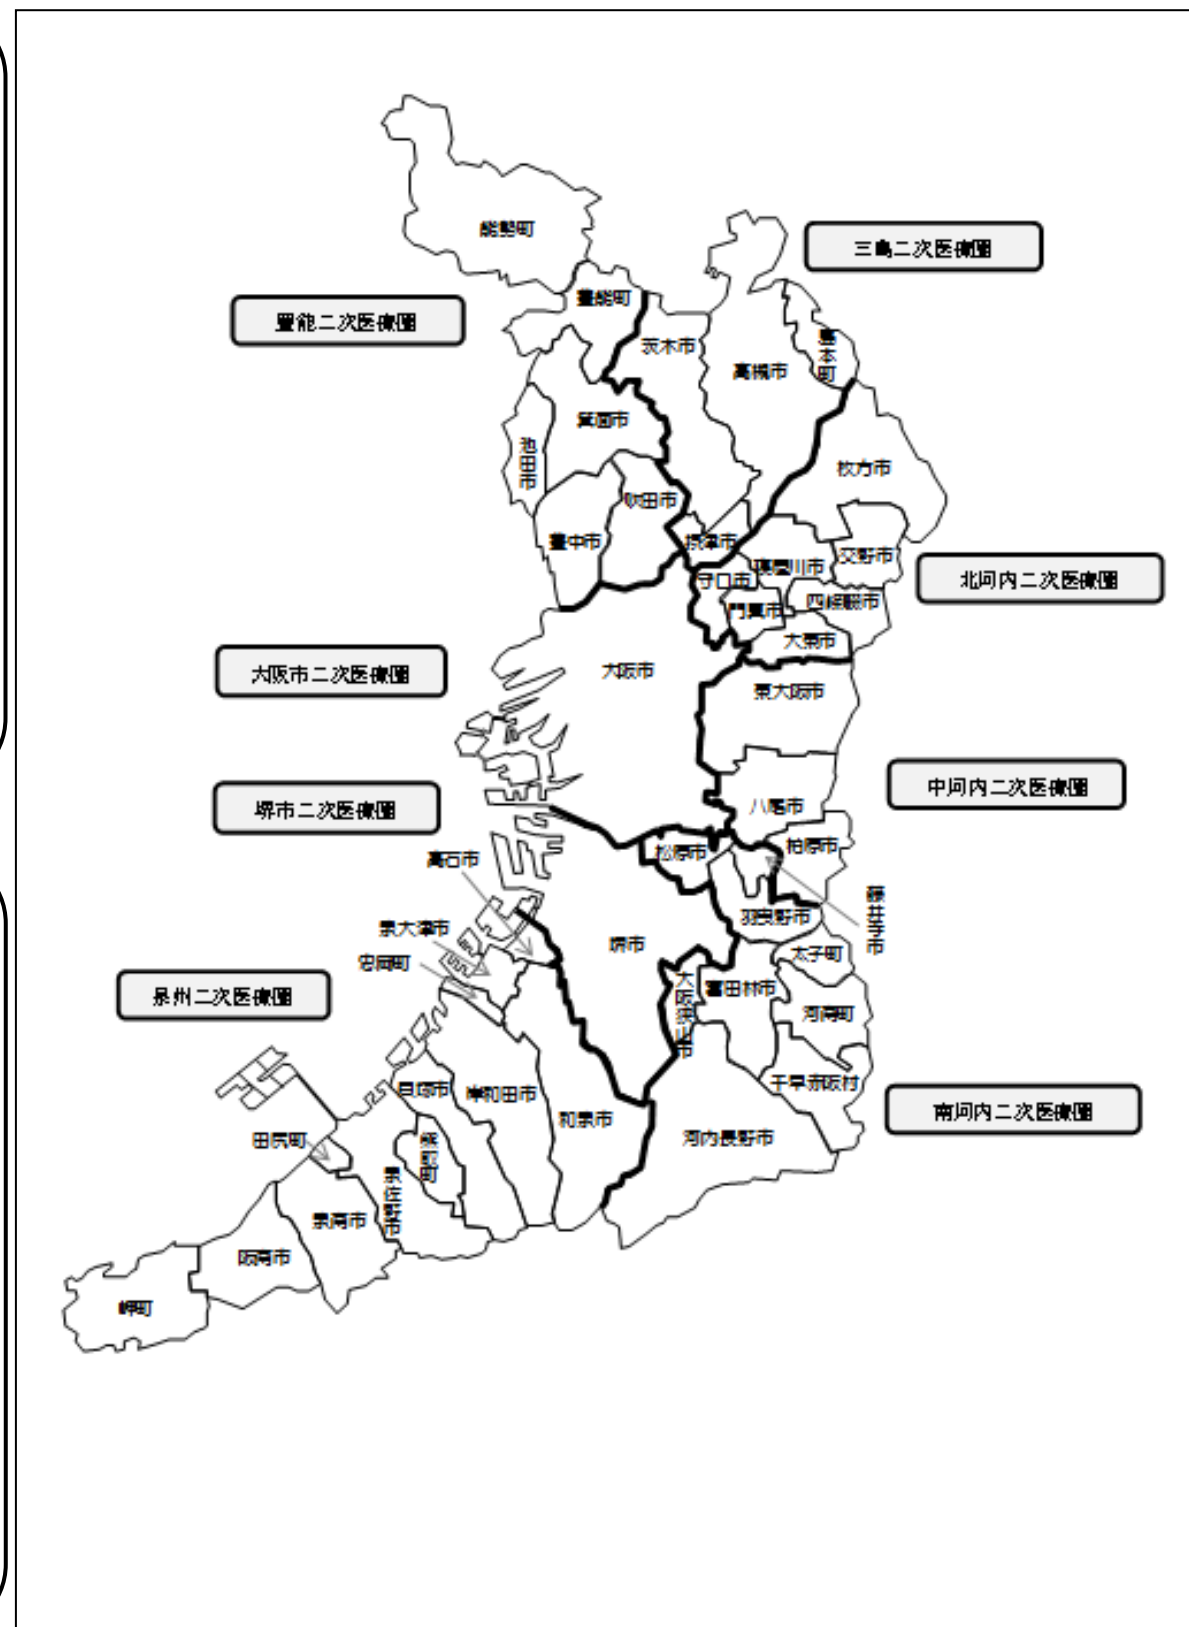 能勢町
三島二次医療圏
豊能町
豊能二次医療圏
茨木市
島本町
高槻市
箕面市
池田市
枚方市
吹田市
豊中市
摂津市
交野市
寝屋川市
守口市
北河内二次医療圏
四條畷市
門真市
大東市
大阪市二次医療圏
大阪市
東大阪市
中河内二次医療圏
堺市二次医療圏
八尾市
柏原市
松原市
高石市
藤井寺市
羽曳野市
泉大津市
堺市
太子町
忠岡町
大阪狭山市
富田林市
泉州二次医療圏
河南町
千早赤阪村
貝塚市
岸和田市
南河内二次医療圏
和泉市
河内長野市
田尻町
熊取町
泉佐野市
泉南市
阪南市
岬町